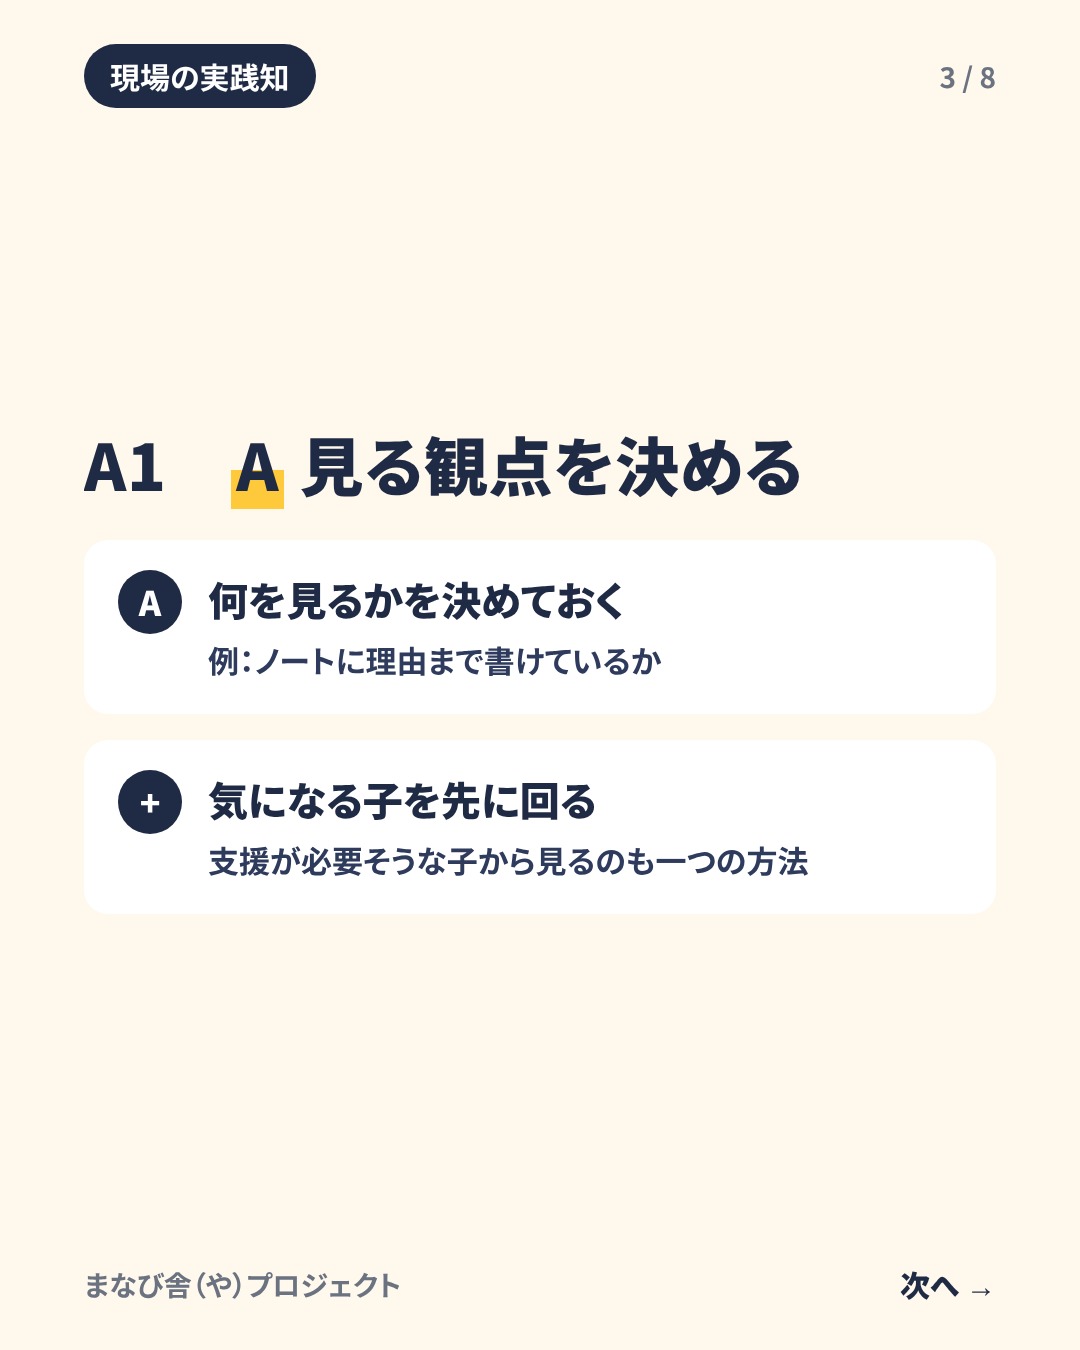 現場の実践知
3 / 8
A1　A 見る観点を決める
A
何を見るかを決めておく
例：ノートに理由まで書けているか
+
気になる子を先に回る
支援が必要そうな子から見るのも一つの方法
まなび舎（や）プロジェクト
次へ →